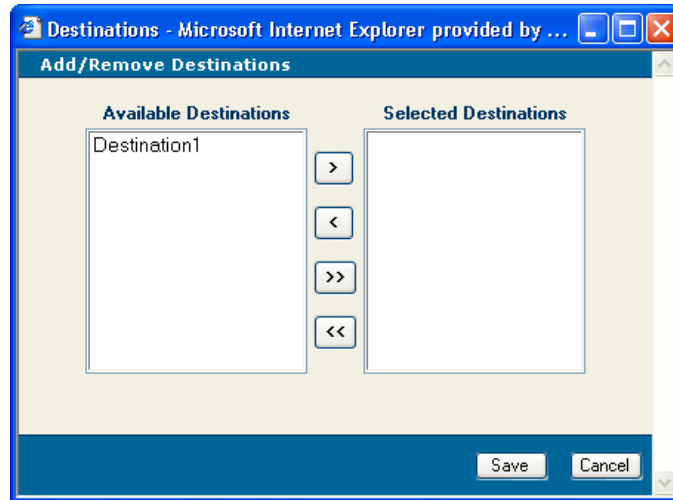 Destinations - Microsoft Internet Explorer provided by ...
Add/Remove Destinations
Available Destinations
Selected Destinations
Destination1
>
<
>>
<<
Save
Cancel